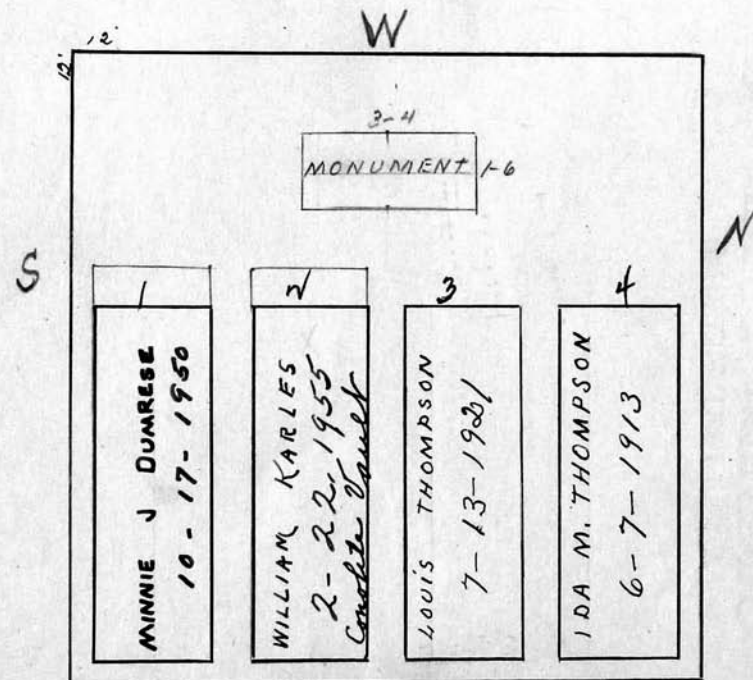 W
12
12
3-4
MONUMENT 1-6
S
N
1
2
3
4
MINNIE J DUMRESE
10-17-1950
WILLIAM KARLES
2-22-1955
Vault
LOUIS THOMPSON
7-13-1921
IDA M. THOMPSON
6-7-1913